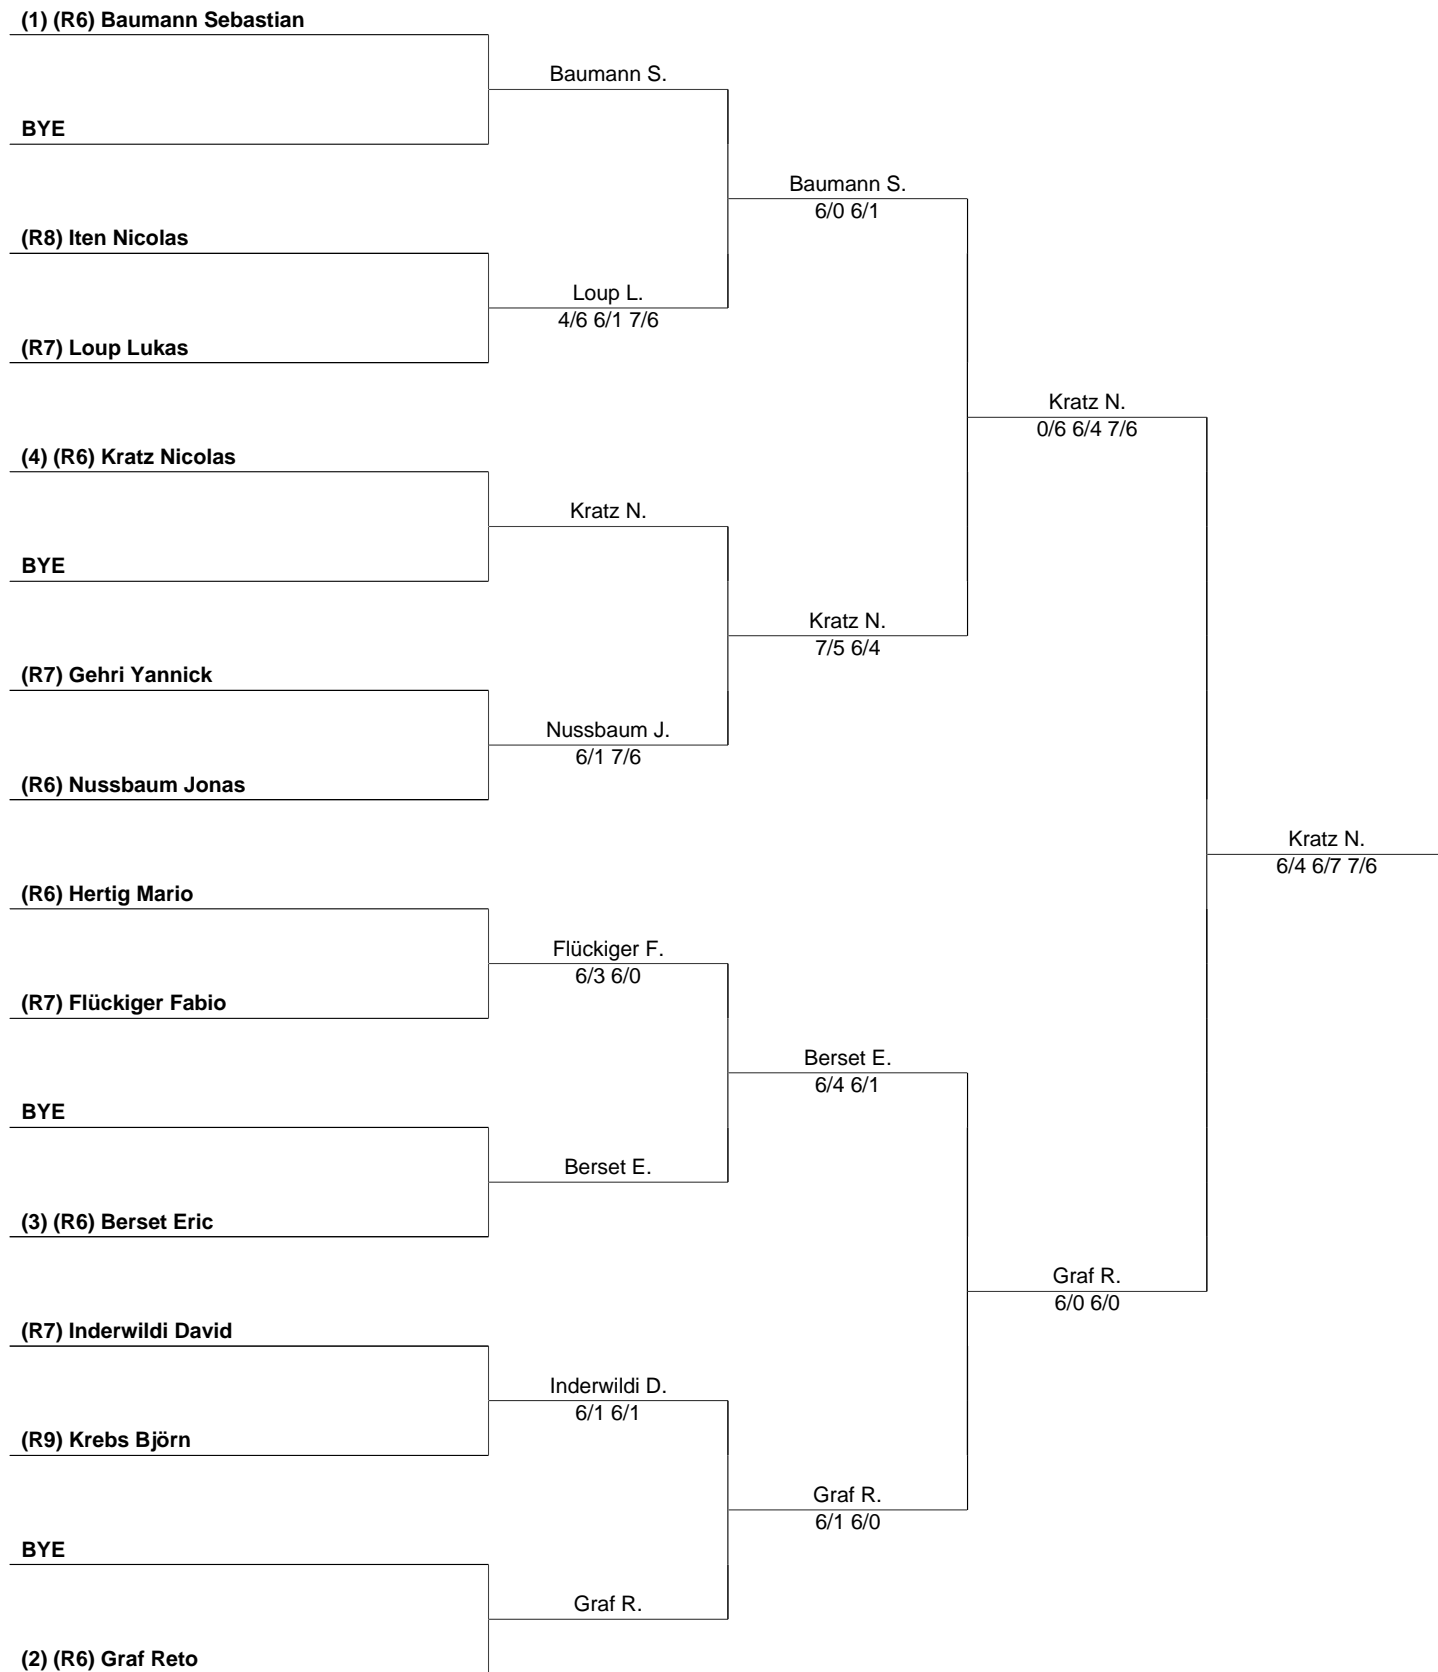 (1) (R6) Baumann Sebastian
Baumann S.
BYE
Baumann S.
6/0 6/1
(R8) Iten Nicolas
Loup L.
4/6 6/1 7/6
(R7) Loup Lukas
Kratz N.
0/6 6/4 7/6
(4) (R6) Kratz Nicolas
Kratz N.
BYE
Kratz N.
7/5 6/4
(R7) Gehri Yannick
Nussbaum J.
6/1 7/6
(R6) Nussbaum Jonas
Kratz N.
6/4 6/7 7/6
(R6) Hertig Mario
Flückiger F.
6/3 6/0
(R7) Flückiger Fabio
Berset E.
6/4 6/1
BYE
Berset E.
(3) (R6) Berset Eric
Graf R.
6/0 6/0
(R7) Inderwildi David
Inderwildi D.
6/1 6/1
(R9) Krebs Björn
Graf R.
6/1 6/0
BYE
Graf R.
(2) (R6) Graf Reto